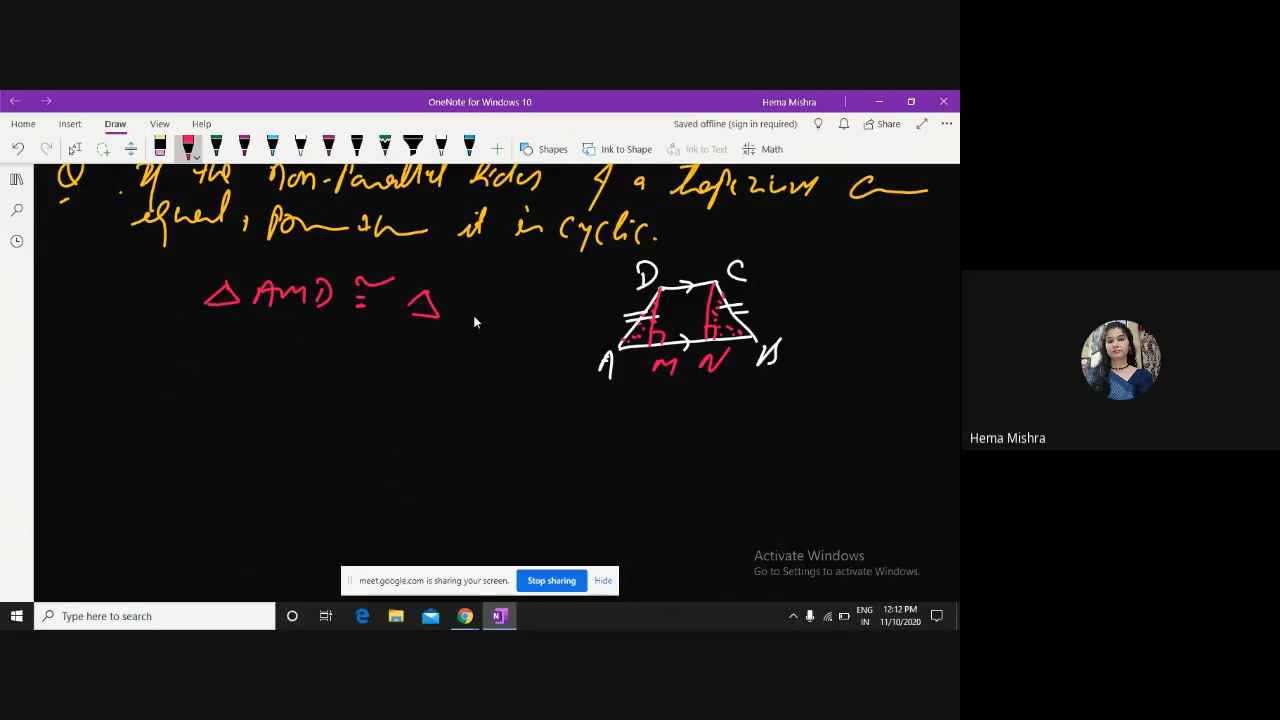 OneNote for Windows 10
Hema Mishra
Home Insert Draw View Help
Saved offline (sign in required)
Share
Shapes Ink to Shape Ink to Text Math
Q. If the non-Parallel sides of a trapezium
equal, it is cyclic.
△ AMD ≅ △
D C
A M N B
Hema Mishra
Activate Windows
Go to Settings to activate Windows.
meet.google.com is sharing your screen. Stop sharing Hide
Type here to search
ENG
IN
12:12 PM
11/10/2020